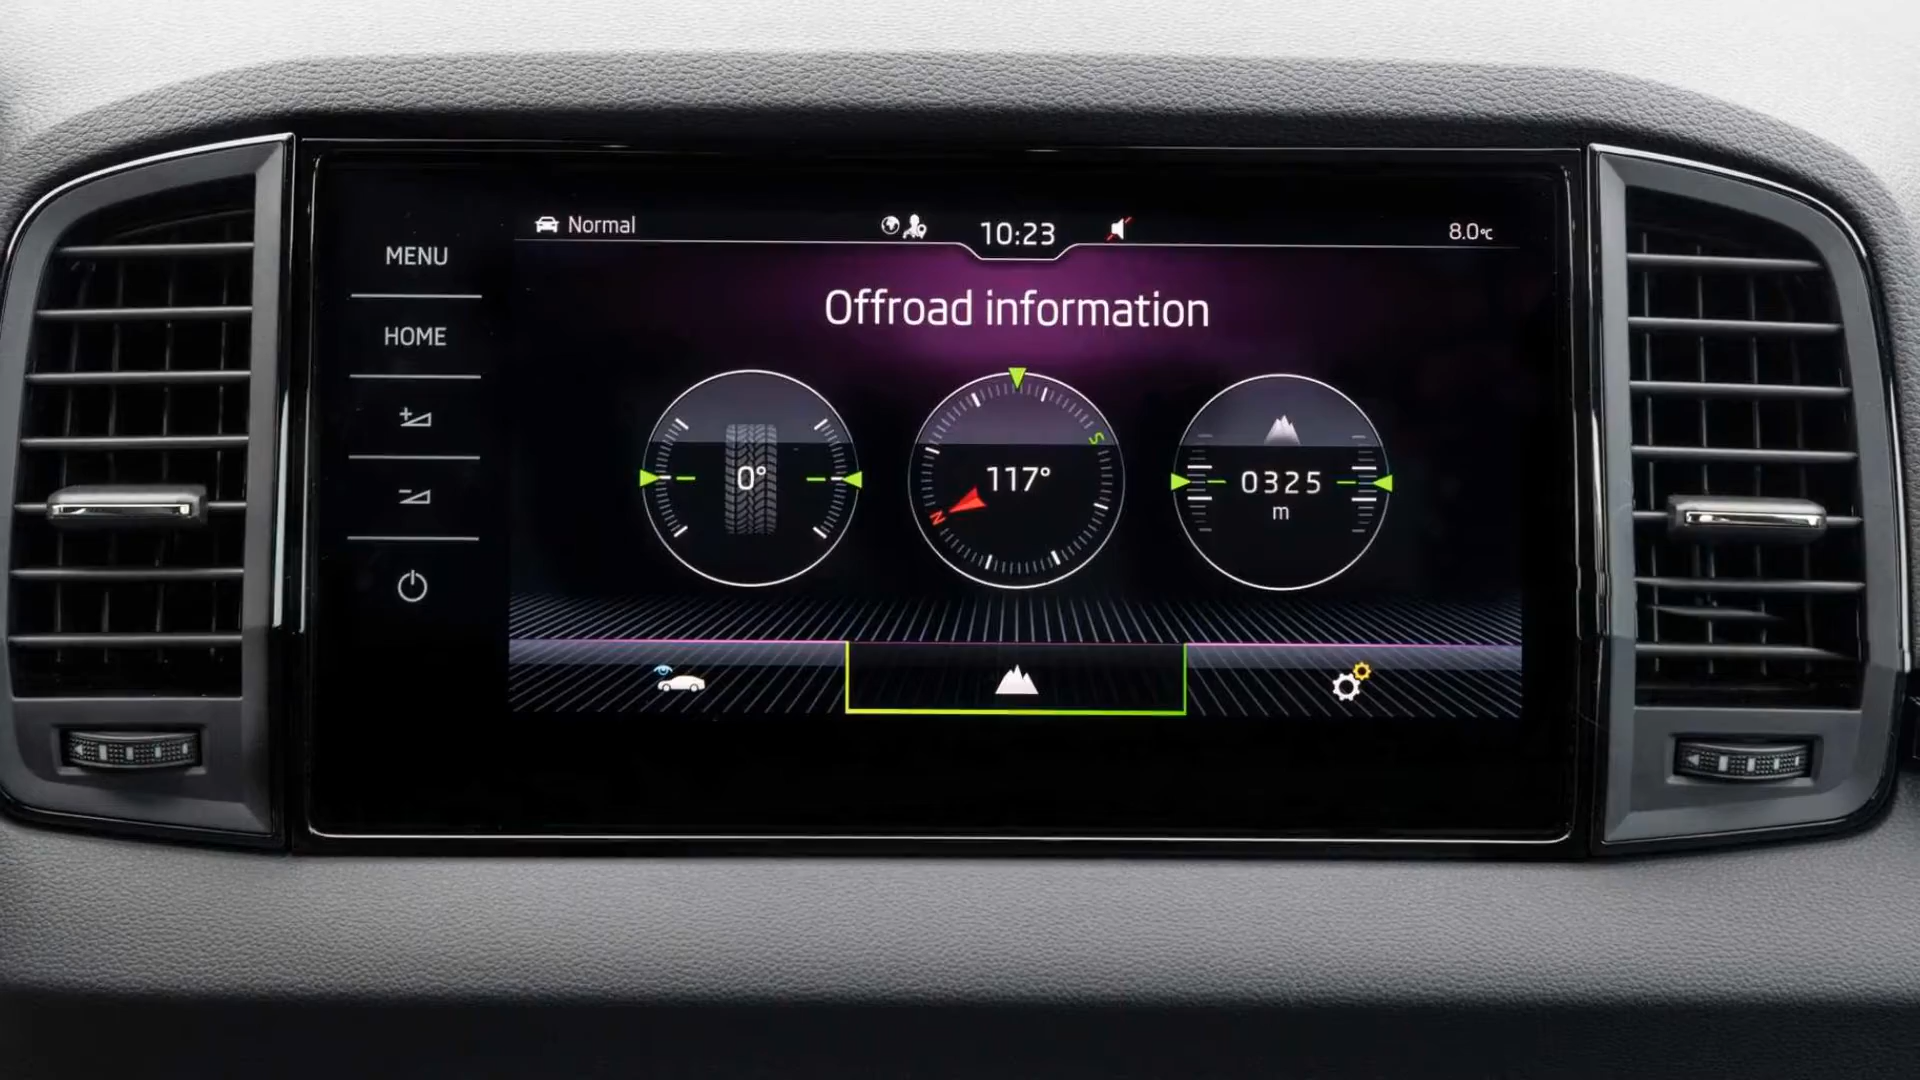 Normal
10:23
8.0°C
MENU
HOME
Offroad information
0°
117°
S
N
0325
m